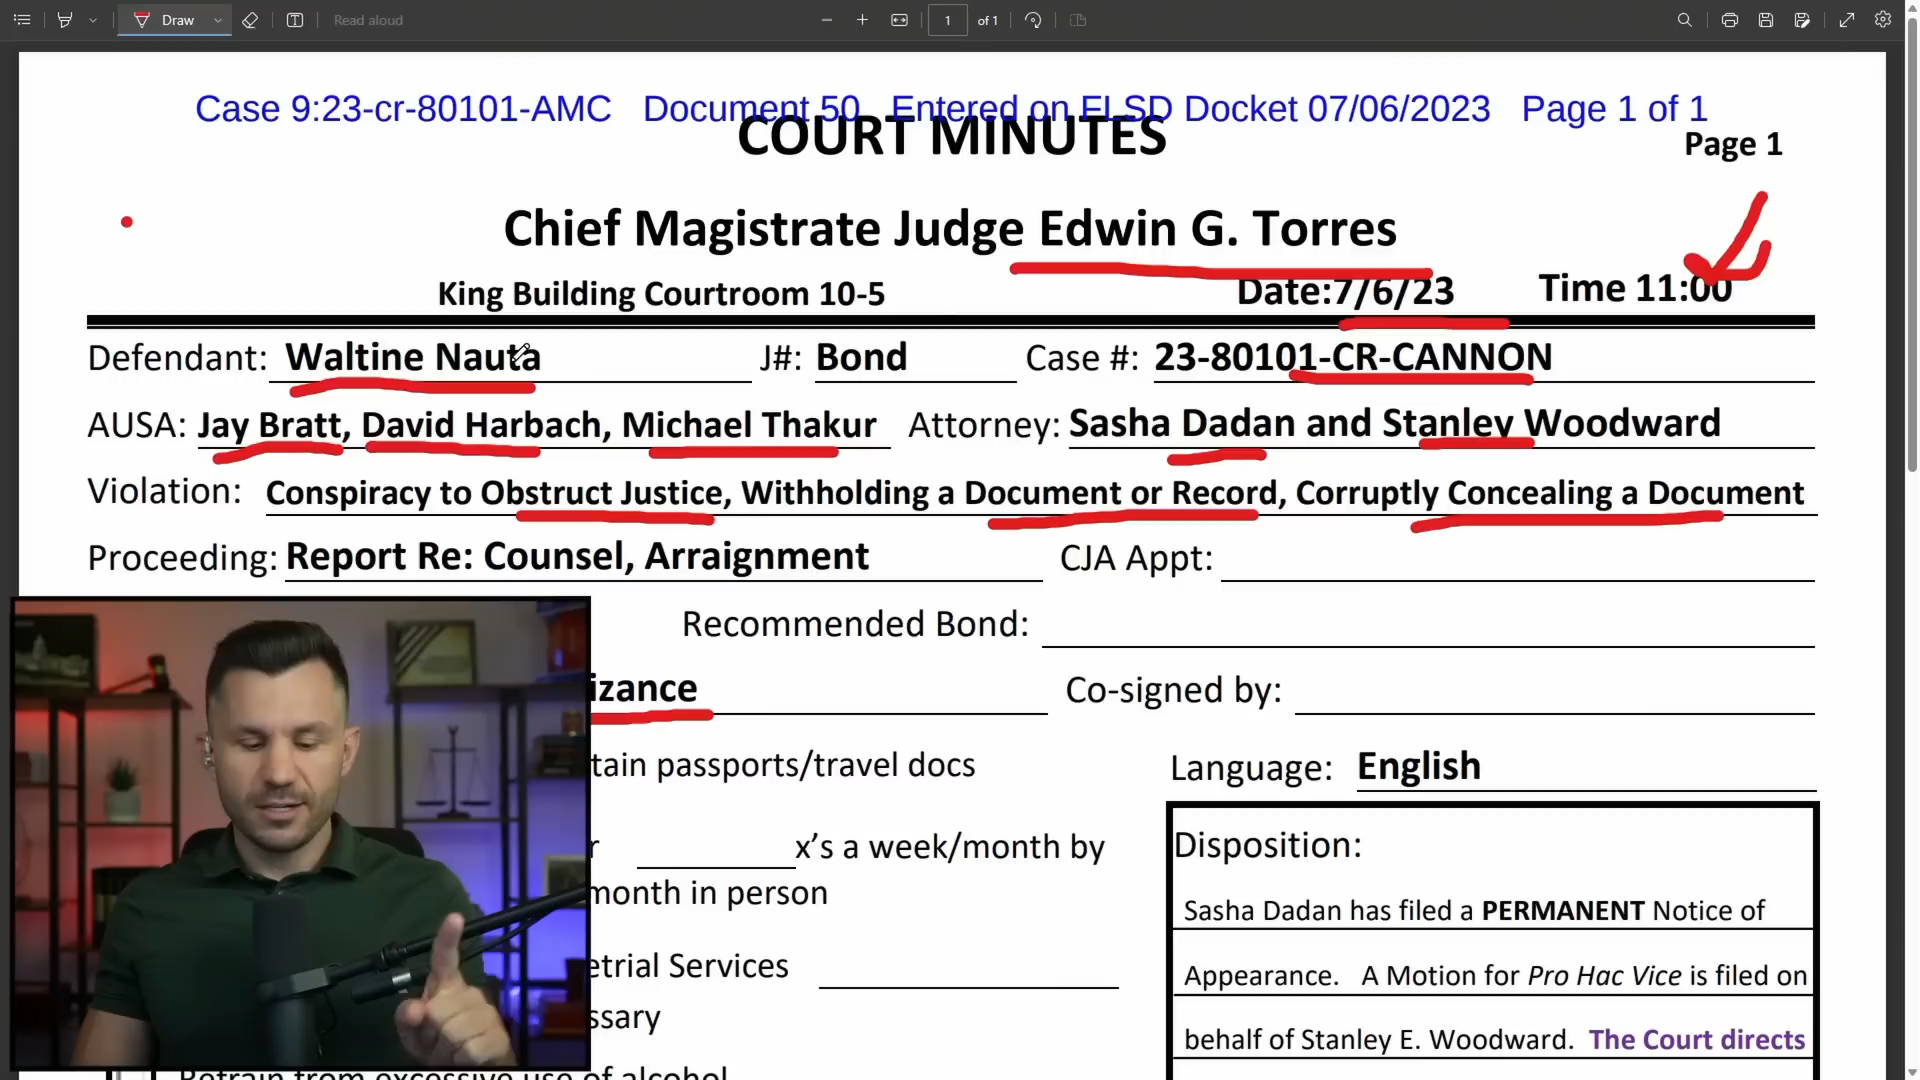 Draw
Read aloud
1 of 1
Case 9:23-cr-80101-AMC Document 50 Entered on FLSD Docket 07/06/2023 Page 1 of 1
COURT MINUTES
Page 1
Chief Magistrate Judge Edwin G. Torres
King Building Courtroom 10-5 Date:7/6/23 Time 11:00
Defendant: Waltine Nauta J#: Bond Case #: 23-80101-CR-CANNON
AUSA: Jay Bratt, David Harbach, Michael Thakur Attorney: Sasha Dadan and Stanley Woodward
Violation: Conspiracy to Obstruct Justice, Withholding a Document or Record, Corruptly Concealing a Document
Proceeding: Report Re: Counsel, Arraignment CJA Appt:
Recommended Bond:
izance Co-signed by:
tain passports/travel docs
Language: English
r x’s a week/month by
month in person
etrial Services
ssary
Refrain from excessive use of alcohol
Disposition:
Sasha Dadan has filed a PERMANENT Notice of
Appearance. A Motion for Pro Hac Vice is filed on
behalf of Stanley E. Woodward. The Court directs